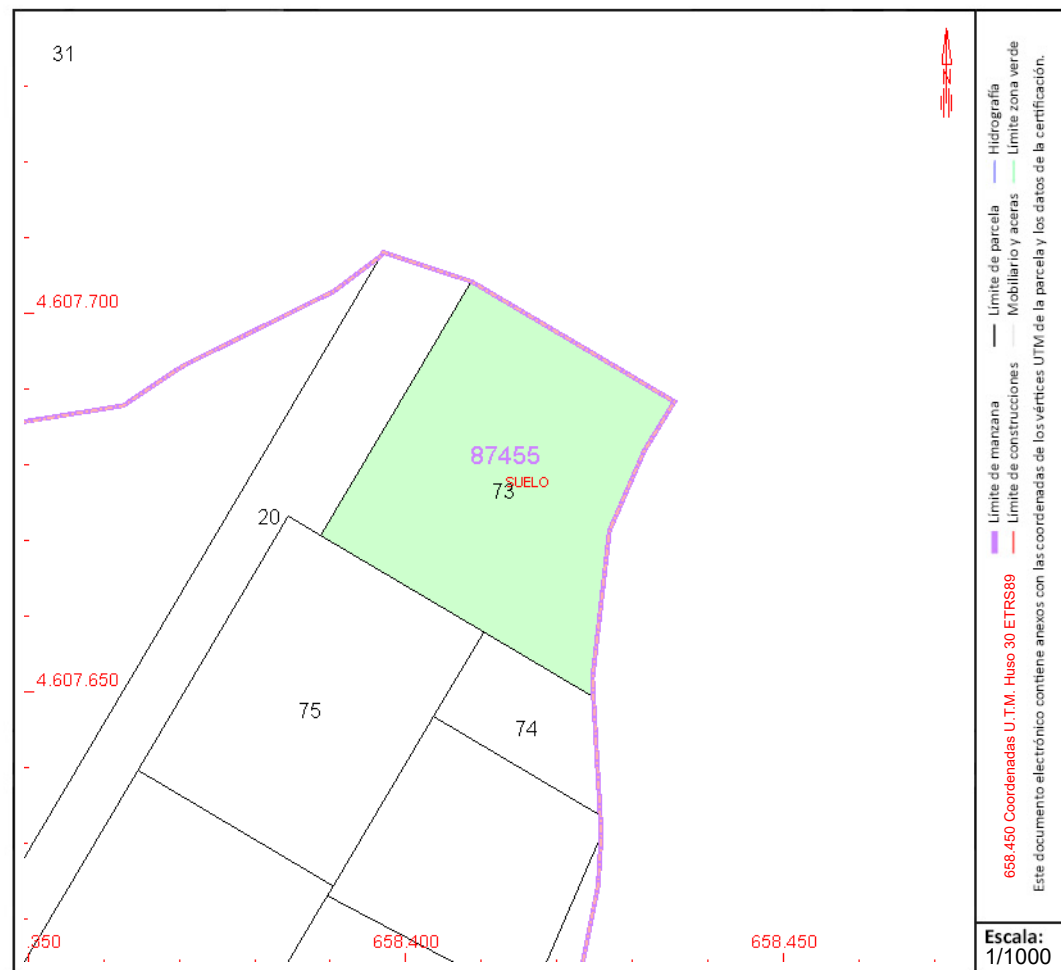 31
N
4.607.700
87455
73
SUELO
20
4.607.650
75
74
.350
658.400
658.450
Límite de manzana
Límite de parcela
Hidrografía
Límite de construcciones
Mobiliario y aceras
Límite zona verde
658.450 Coordenadas U.T.M. Huso 30 ETRS89
Este documento electrónico contiene anexos con las coordenadas de los vértices UTM de la parcela y los datos de la certificación.
Escala:
1/1000